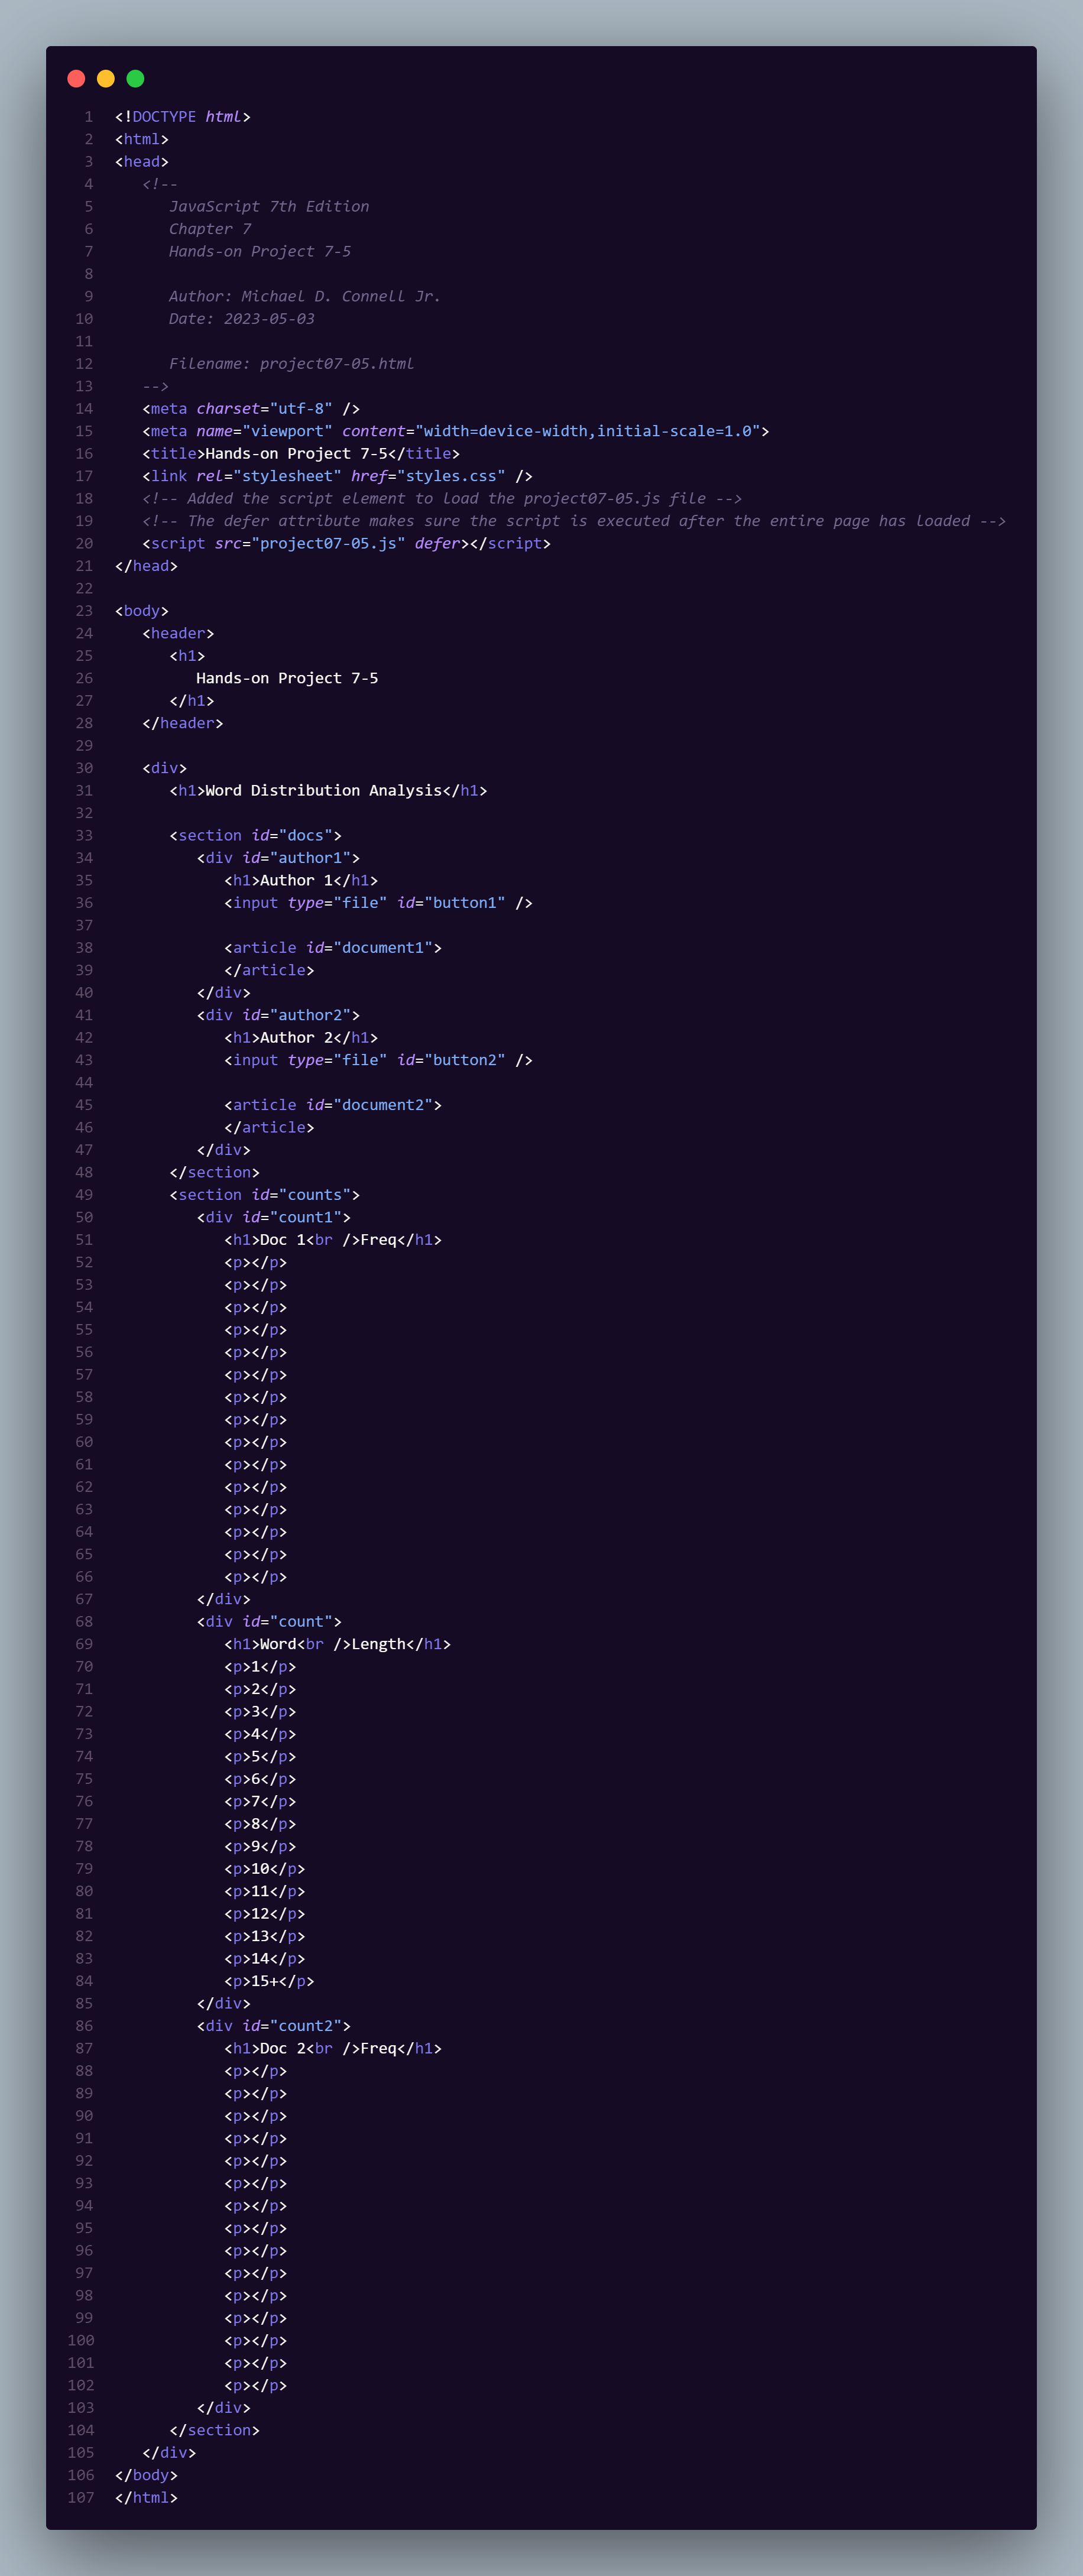 1 <!DOCTYPE html>
2 <html>
3 <head>
4    <!--
5       JavaScript 7th Edition
6       Chapter 7
7       Hands-on Project 7-5
8
9       Author: Michael D. Connell Jr.
10       Date: 2023-05-03
11
12       Filename: project07-05.html
13    -->
14    <meta charset="utf-8" />
15    <meta name="viewport" content="width=device-width,initial-scale=1.0">
16    <title>Hands-on Project 7-5</title>
17    <link rel="stylesheet" href="styles.css" />
18    <!-- Added the script element to load the project07-05.js file -->
19    <!-- The defer attribute makes sure the script is executed after the entire page has loaded -->
20    <script src="project07-05.js" defer></script>
21 </head>
22
23 <body>
24    <header>
25       <h1>
26          Hands-on Project 7-5
27       </h1>
28    </header>
29
30    <div>
31       <h1>Word Distribution Analysis</h1>
32
33       <section id="docs">
34          <div id="author1">
35             <h1>Author 1</h1>
36             <input type="file" id="button1" />
37
38             <article id="document1">
39             </article>
40          </div>
41          <div id="author2">
42             <h1>Author 2</h1>
43             <input type="file" id="button2" />
44
45             <article id="document2">
46             </article>
47          </div>
48       </section>
49       <section id="counts">
50          <div id="count1">
51             <h1>Doc 1<br />Freq</h1>
52             <p></p>
53             <p></p>
54             <p></p>
55             <p></p>
56             <p></p>
57             <p></p>
58             <p></p>
59             <p></p>
60             <p></p>
61             <p></p>
62             <p></p>
63             <p></p>
64             <p></p>
65             <p></p>
66             <p></p>
67          </div>
68          <div id="count">
69             <h1>Word<br />Length</h1>
70             <p>1</p>
71             <p>2</p>
72             <p>3</p>
73             <p>4</p>
74             <p>5</p>
75             <p>6</p>
76             <p>7</p>
77             <p>8</p>
78             <p>9</p>
79             <p>10</p>
80             <p>11</p>
81             <p>12</p>
82             <p>13</p>
83             <p>14</p>
84             <p>15+</p>
85          </div>
86          <div id="count2">
87             <h1>Doc 2<br />Freq</h1>
88             <p></p>
89             <p></p>
90             <p></p>
91             <p></p>
92             <p></p>
93             <p></p>
94             <p></p>
95             <p></p>
96             <p></p>
97             <p></p>
98             <p></p>
99             <p></p>
100             <p></p>
101             <p></p>
102             <p></p>
103          </div>
104       </section>
105    </div>
106 </body>
107 </html>